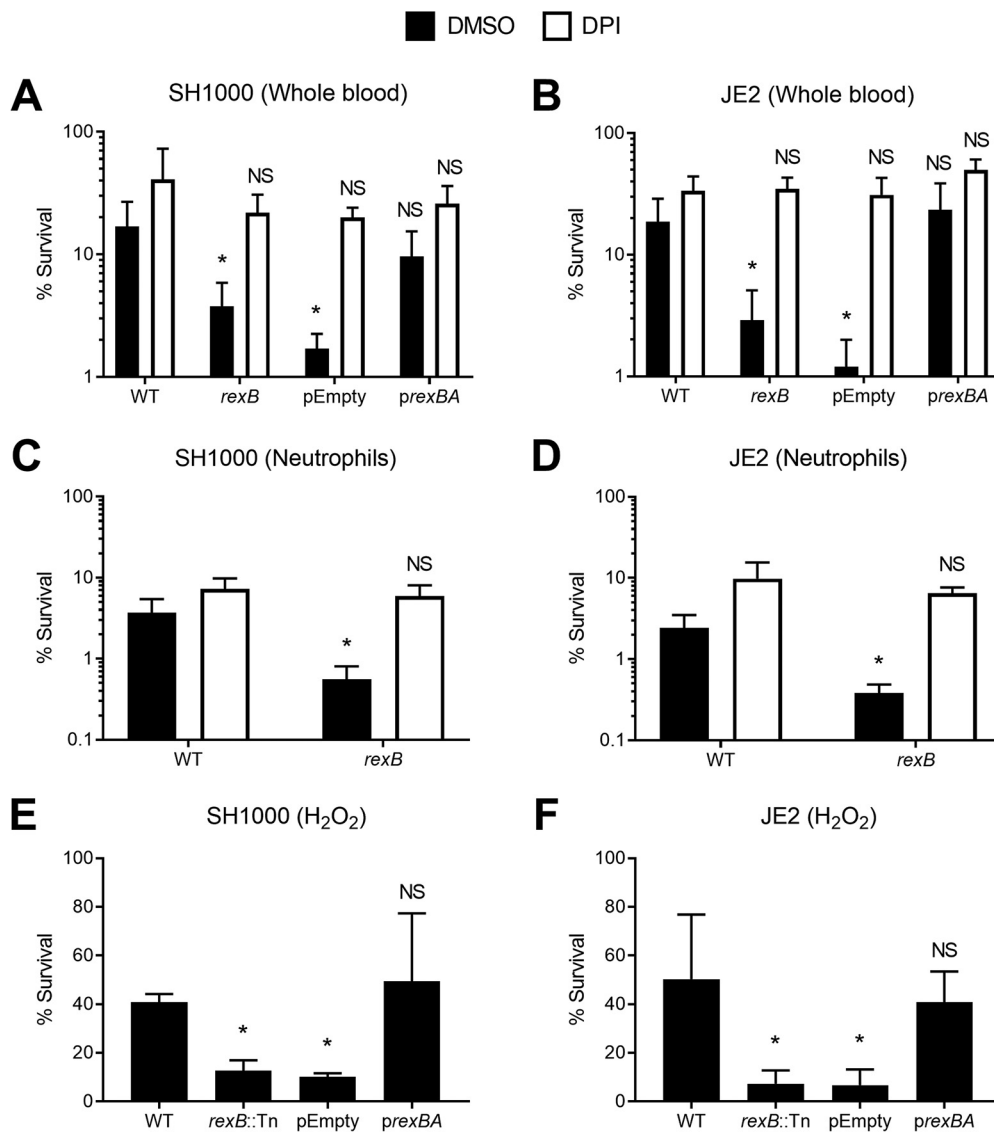 DMSO DPI
A SH1000 (Whole blood)
% Survival
100
10
1
NS NS NS NS
* *
WT rexB pEmpty prexBA
B JE2 (Whole blood)
% Survival
100
10
1
NS NS NS NS
* *
WT rexB pEmpty prexBA
C SH1000 (Neutrophils)
% Survival
100
10
1
0.1
* NS
WT rexB
D JE2 (Neutrophils)
% Survival
100
10
1
0.1
* NS
WT rexB
E SH1000 (H₂O₂)
% Survival
100
80
60
40
20
0
* * NS
WT rexB::Tn pEmpty prexBA
F JE2 (H₂O₂)
% Survival
100
80
60
40
20
0
* * NS
WT rexB::Tn pEmpty prexBA